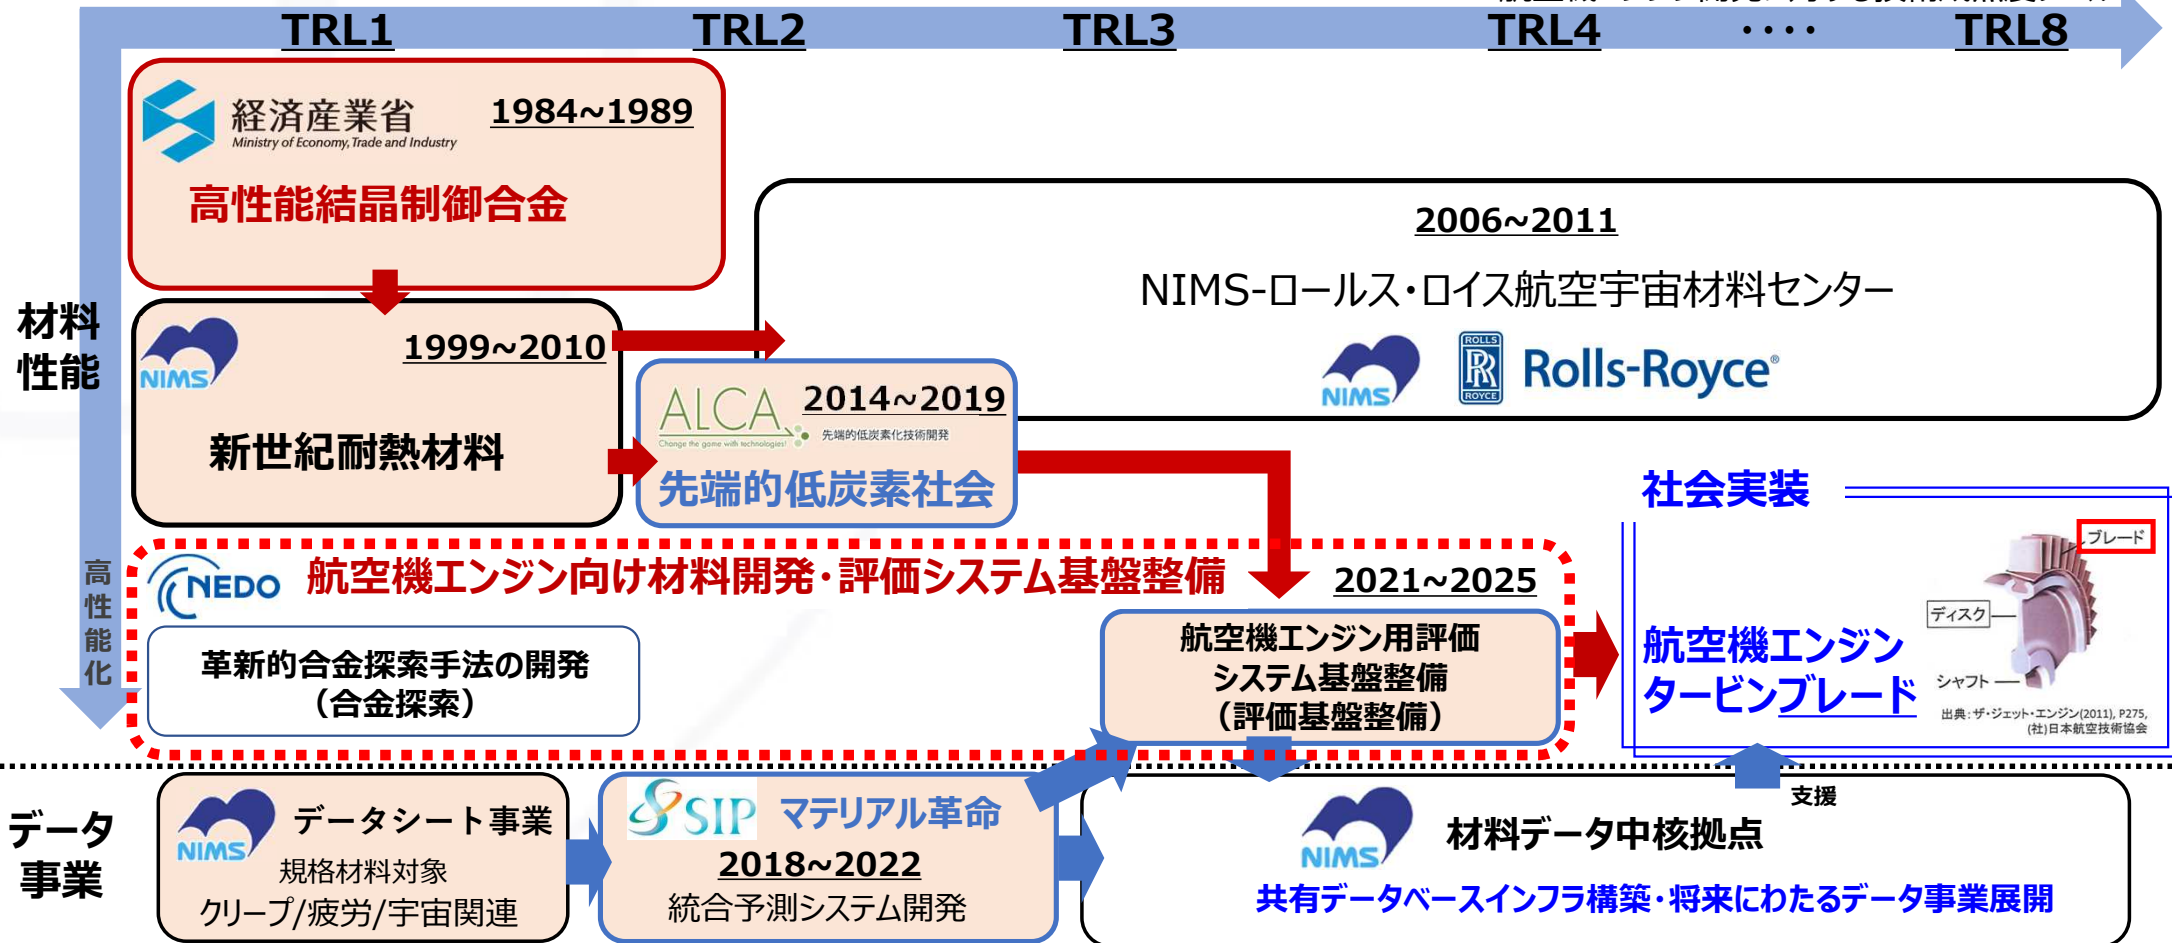 TRL1
TRL2
TRL3
TRL4
・・・・
TRL8
経済産業省
Ministry of Economy, Trade and Industry
1984~1989
高性能結晶制御合金
2006~2011
NIMS-ロールス・ロイス航空宇宙材料センター
NIMS
ROLLS
RR
ROYCE
Rolls-Royce®
材料
性能
NIMS
1999~2010
新世紀耐熱材料
ALCA
Change the game with technologies!
2014~2019
先端的低炭素化技術開発
先端的低炭素社会
高
性
能
化
NEDO
航空機エンジン向け材料開発・評価システム基盤整備
2021~2025
革新的合金探索手法の開発
（合金探索）
航空機エンジン用評価
システム基盤整備
（評価基盤整備）
社会実装
航空機エンジン
タービンブレード
ブレード
ディスク
シャフト
出典：ザ・ジェット・エンジン(2011), P275,
(社)日本航空技術協会
データ
事業
NIMS
データシート事業
規格材料対象
クリープ/疲労/宇宙関連
SIP
マテリアル革命
2018~2022
統合予測システム開発
支援
NIMS
材料データ中核拠点
共有データベースインフラ構築・将来にわたるデータ事業展開